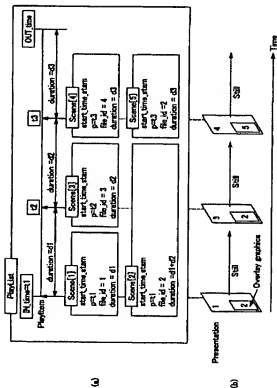 PlayList
PlayItem
IN_time=t1
t2
t3
OUT_time
duration =d1
duration =d2
duration =d3
Scene[1]
start_time_stam
p=t1
file_id = 1
duration = d1
Scene[3]
start_time_stam
p=t2
file_id = 3
duration = d2
Scene[4]
start_time_stam
p=t3
file_id = 4
duration = d3
Scene[2]
start_time_stam
p=t1
file_id = 2
duration =d1+d2
Scene[5]
start_time_stam
p=t3
file_id =2
duration = d3
(a)
Presentation
1
2
Still
3
2
Still
4
5
Still
Overlay graphics
Time
(b)